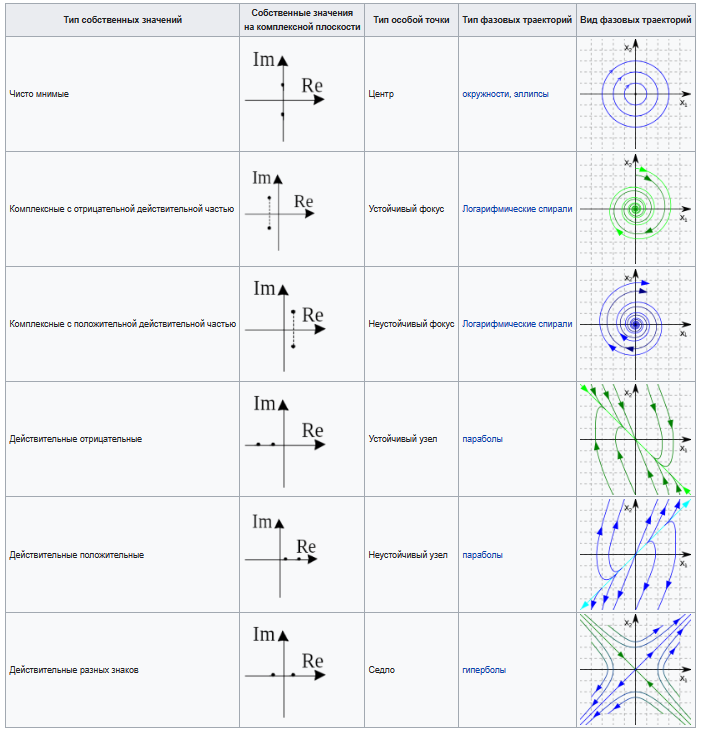 Тип собственных значений
Собственные значения
на комплексной плоскости
Тип особой точки
Тип фазовых траекторий
Вид фазовых траекторий
Чисто мнимые
Im
Re
Центр
окружности, эллипсы
x₂
x₁
Комплексные с отрицательной действительной частью
Im
Re
Устойчивый фокус
Логарифмические спирали
x₂
x₁
Комплексные с положительной действительной частью
Im
Re
Неустойчивый фокус
Логарифмические спирали
x₂
x₁
Действительные отрицательные
Im
Re
Устойчивый узел
параболы
x₂
x₁
Действительные положительные
Im
Re
Неустойчивый узел
параболы
x₂
x₁
Действительные разных знаков
Im
Re
Седло
гиперболы
x₂
x₁